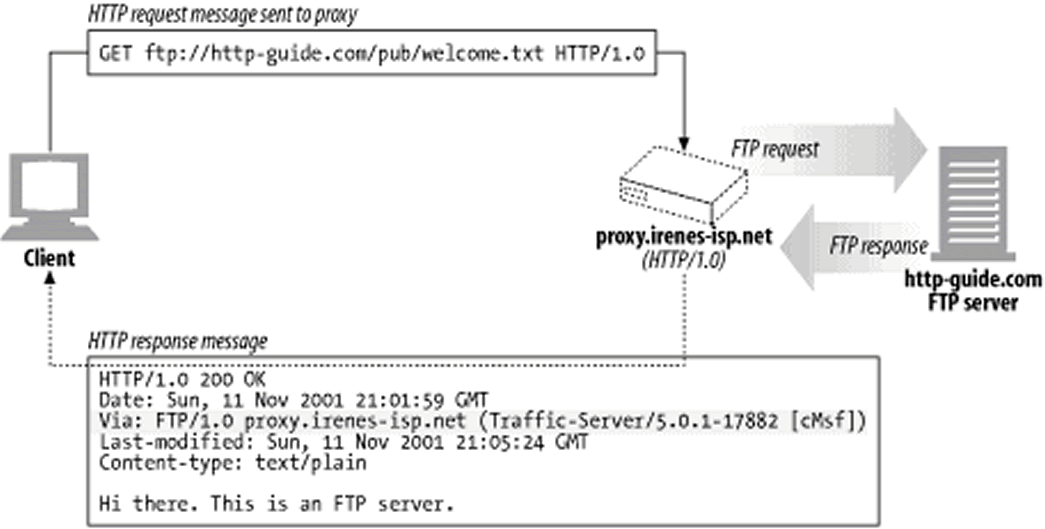 HTTP request message sent to proxy
GET ftp://http-guide.com/pub/welcome.txt HTTP/1.0
FTP request
Client
proxy.irenes-isp.net
(HTTP/1.0)
FTP response
http-guide.com
FTP server
HTTP response message
HTTP/1.0 200 OK
Date: Sun, 11 Nov 2001 21:01:59 GMT
Via: FTP/1.0 proxy.irenes-isp.net (Traffic-Server/5.0.1-17882 [cMsf])
Last-modified: Sun, 11 Nov 2001 21:05:24 GMT
Content-type: text/plain
Hi there. This is an FTP server.